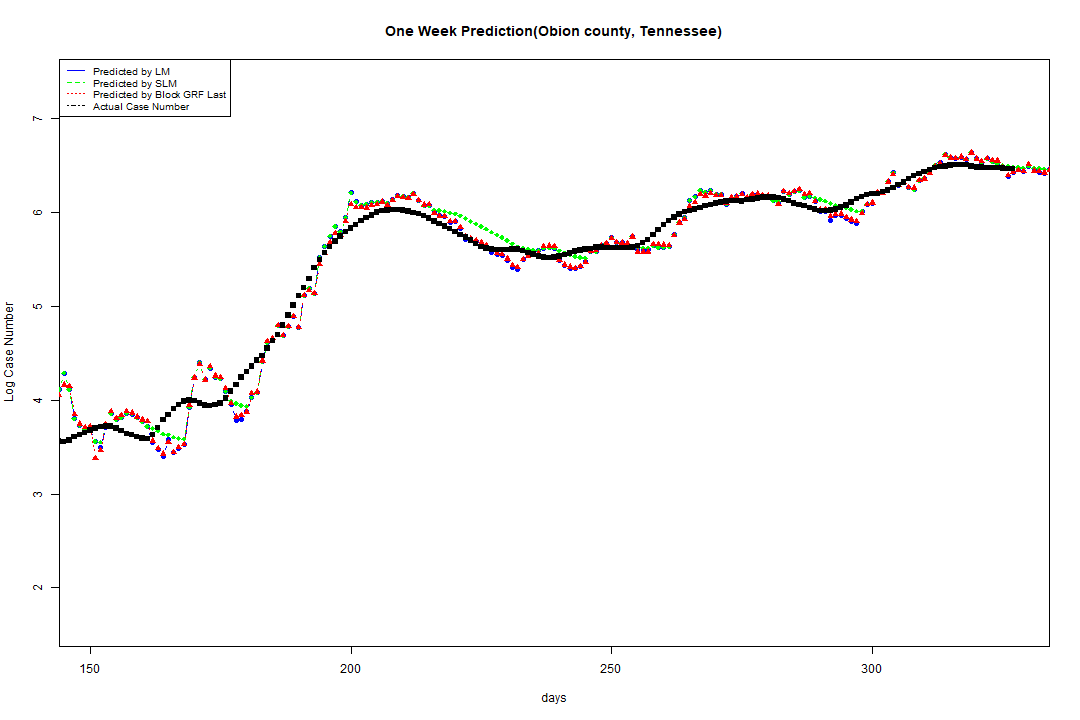 One Week Prediction(Obion county, Tennessee)
Predicted by LM
Predicted by SLM
Predicted by Block GRF Last
Actual Case Number
7
6
5
4
3
2
Log Case Number
150 200 250 300
days